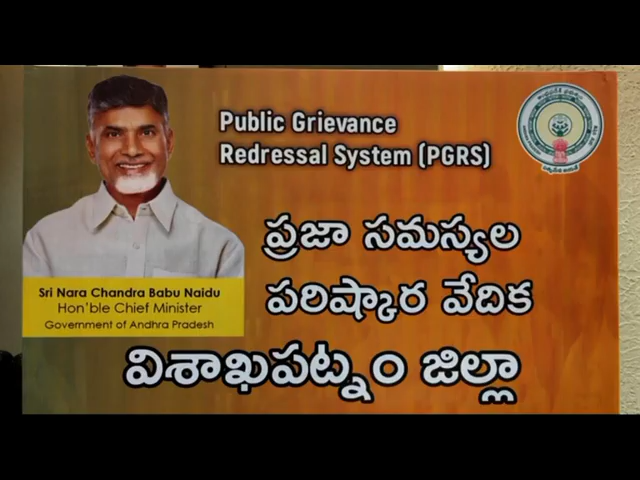 Public Grievance
Redressal System (PGRS)
ప్రజా సమస్యల
పరిష్కార వేదిక
విశాఖపట్నం జిల్లా
Sri Nara Chandra Babu Naidu
Hon'ble Chief Minister
Government of Andhra Pradesh